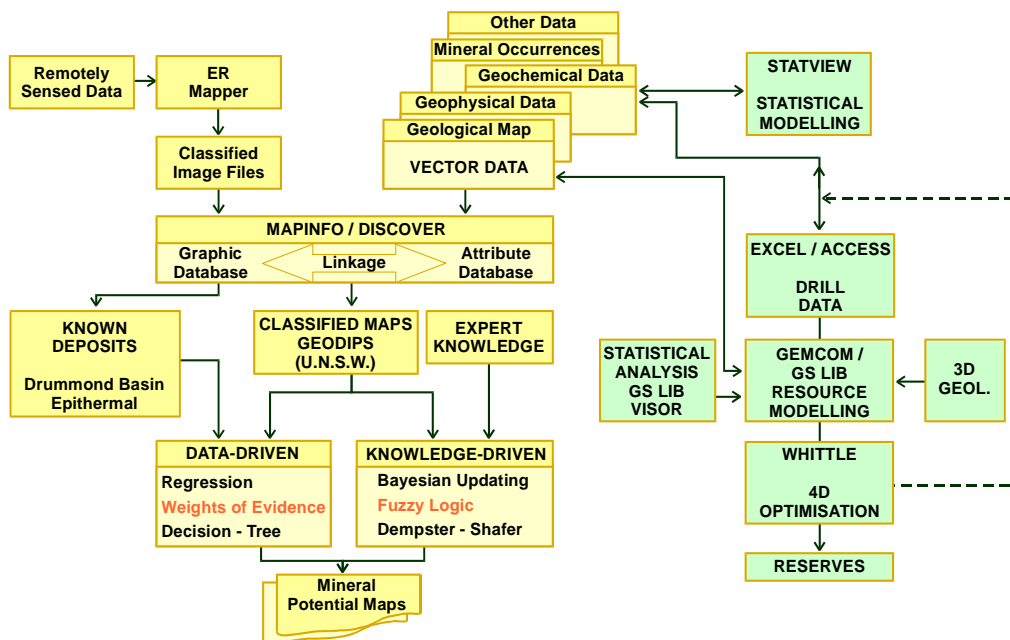 Other Data
Mineral Occurrences
Geochemical Data
Geophysical Data
Geological Map
VECTOR DATA
Remotely
Sensed Data
ER
Mapper
STATVIEW
STATISTICAL
MODELLING
Classified
Image Files
MAPINFO / DISCOVER
Graphic
Database
Linkage
Attribute
Database
EXCEL / ACCESS
DRILL
DATA
KNOWN
DEPOSITS
Drummond Basin
Epithermal
CLASSIFIED MAPS
GEODIPS
(U.N.S.W.)
EXPERT
KNOWLEDGE
STATISTICAL
ANALYSIS
GS LIB
VISOR
GEMCOM /
GS LIB
RESOURCE
MODELLING
3D
GEOL.
DATA-DRIVEN
Regression
Weights of Evidence
Decision - Tree
KNOWLEDGE-DRIVEN
Bayesian Updating
Fuzzy Logic
Dempster - Shafer
WHITTLE
4D
OPTIMISATION
RESERVES
Mineral
Potential Maps